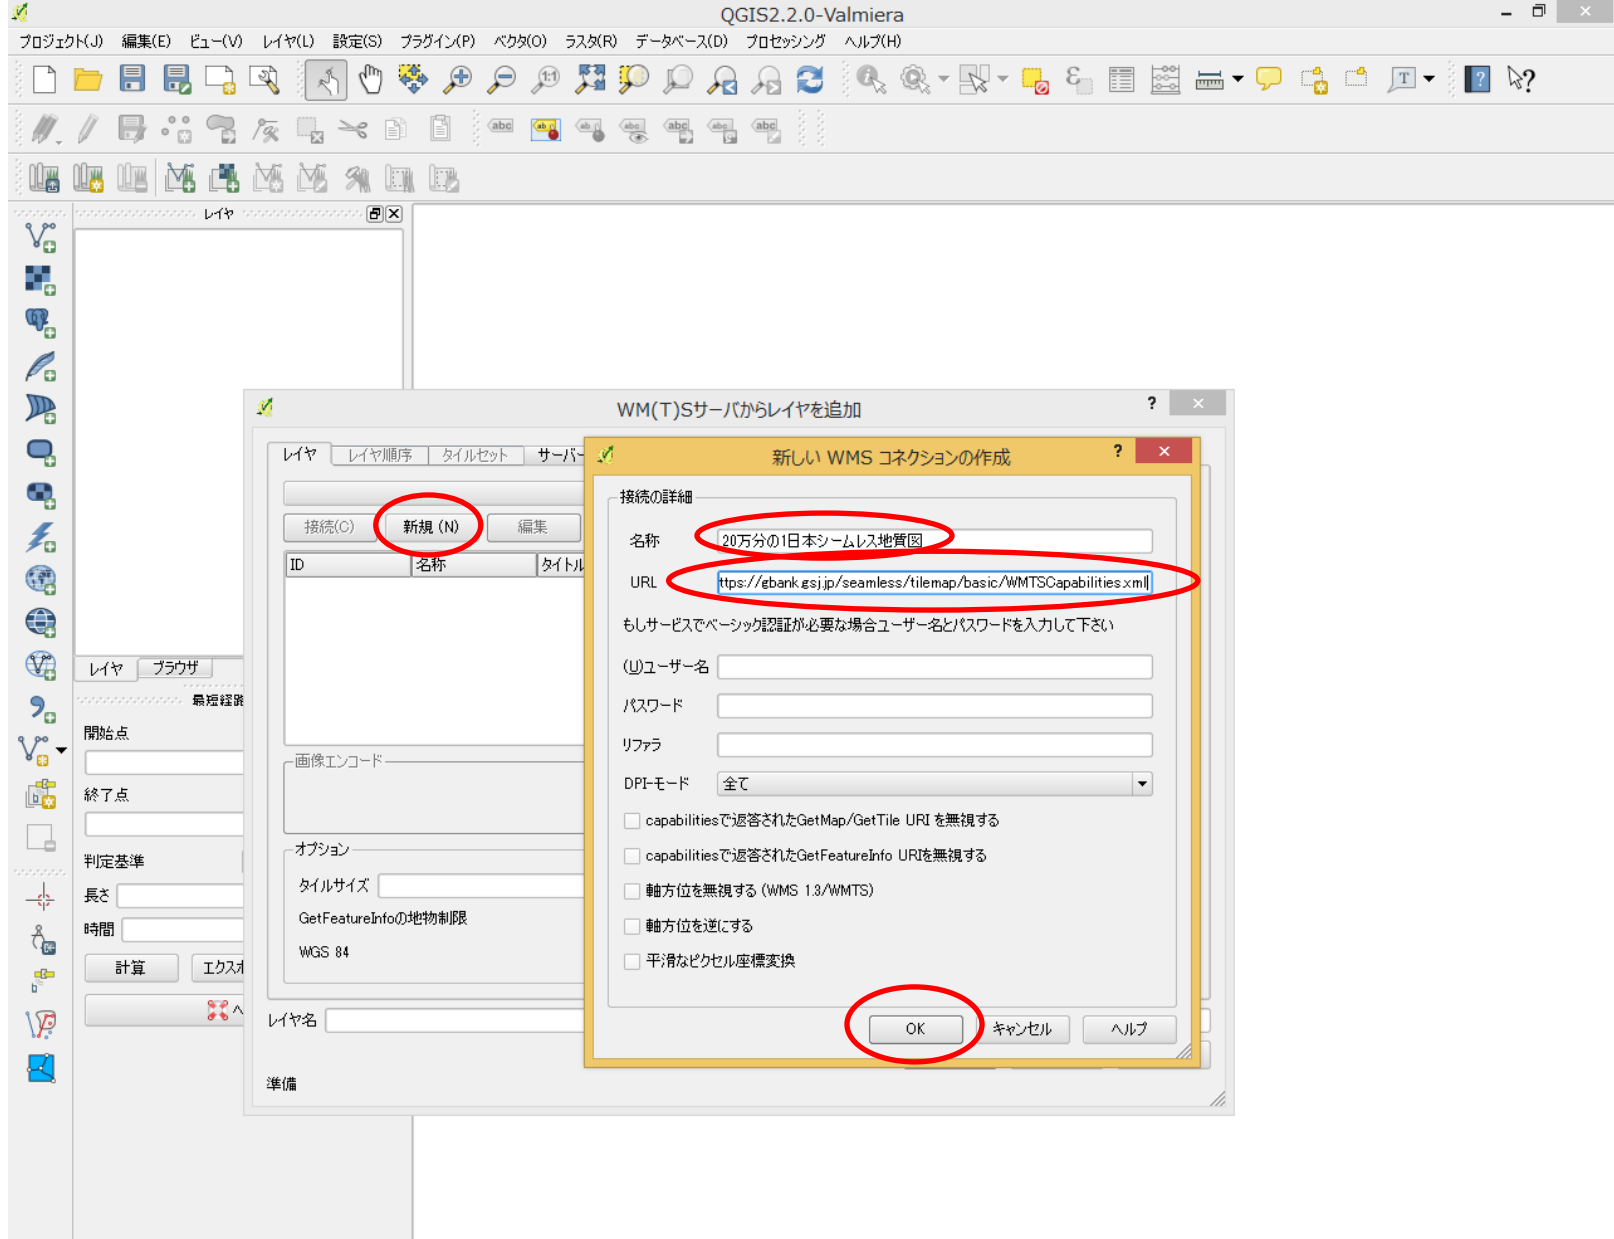 QGIS2.2.0-Valmiera
プロジェクト(J) 編集(E) ビュー(V) レイヤ(L) 設定(S) プラグイン(P) ベクタ(O) ラスタ(R) データベース(D) プロセッシング ヘルプ(H)
レイヤ
WM(T)Sサーバからレイヤを追加
レイヤ レイヤ順序 タイルセット サーバー
新しい WMS コネクションの作成
接続の詳細
接続(C) 新規 (N) 編集
名称 20万分の1日本シームレス地質図
ID 名称 タイトル
URL ttps://gbank.gsj.jp/seamless/tilemap/basic/WMTSCapabilities.xml
もしサービスでベーシック認証が必要な場合ユーザー名とパスワードを入力して下さい
(U)ユーザー名
パスワード
リファラ
DPI-モード 全て
capabilitiesで返答されたGetMap/GetTile URI を無視する
capabilitiesで返答されたGetFeatureInfo URIを無視する
軸方位を無視する (WMS 1.3/WMTS)
軸方位を逆にする
平滑なピクセル座標変換
OK キャンセル ヘルプ
画像エンコード
オプション
タイルサイズ
GetFeatureInfoの地物制限
WGS 84
レイヤ名
準備
レイヤ ブラウザ
最短経路
開始点
終了点
判定基準
長さ
時間
計算 エクスポ
ヘ